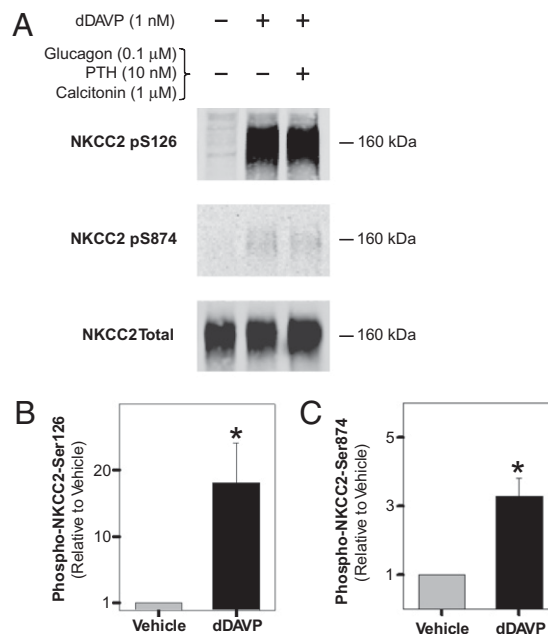 A
dDAVP (1 nM) – + +
Glucagon (0.1 μM)
PTH (10 nM) – – +
Calcitonin (1 μM)
NKCC2 pS126 — 160 kDa
NKCC2 pS874 — 160 kDa
NKCC2Total — 160 kDa
B
Phospho-NKCC2-Ser126
(Relative to Vehicle)
20
10
1
*
Vehicle dDAVP
C
Phospho-NKCC2-Ser874
(Relative to Vehicle)
5
3
1
*
Vehicle dDAVP